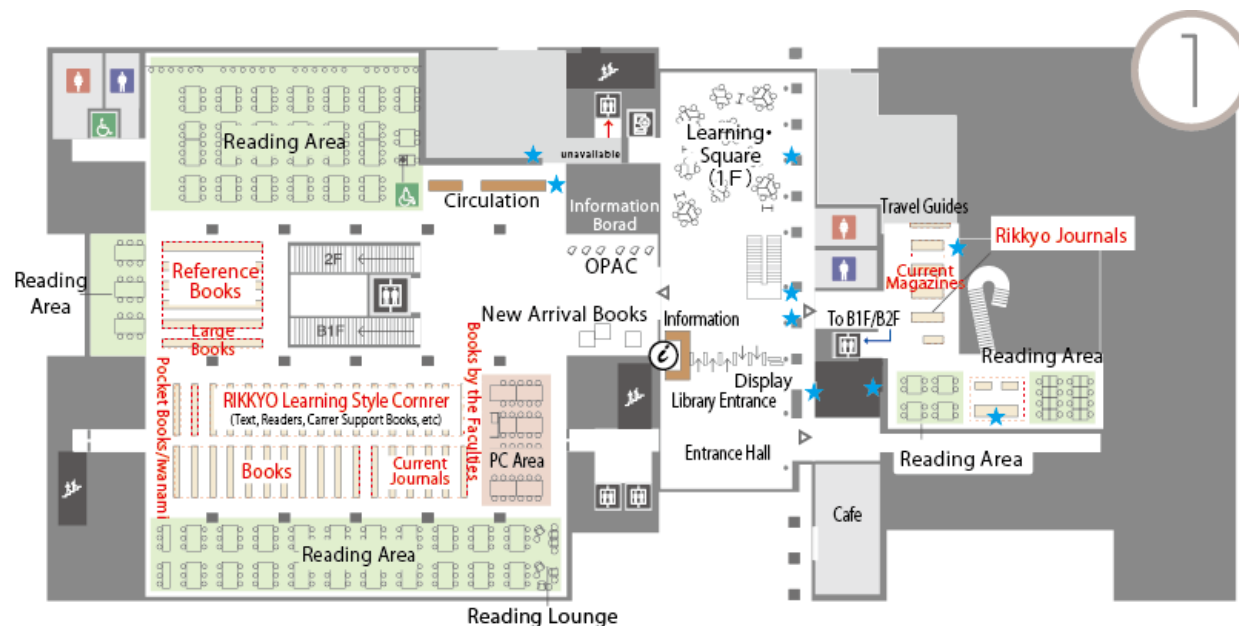 1
Reading Area
Learning・
Square
(1F)
unavailable
Circulation
Information
Borad
Travel Guides
Rikkyo Journals
Reading
Area
Reference
Books
2F
OPAC
Current
Magazines
New Arrival Books
Information
To B1F/B2F
Large
Books
B1F
Books by the Faculties
Pocket Books/iwanami
Reading Area
RIKKYO Learning Style Cornrer
(Text, Readers, Carrer Support Books, etc)
Display
Library Entrance
PC Area
Books
Current
Journals
Entrance Hall
Reading Area
Cafe
Reading Area
Reading Lounge